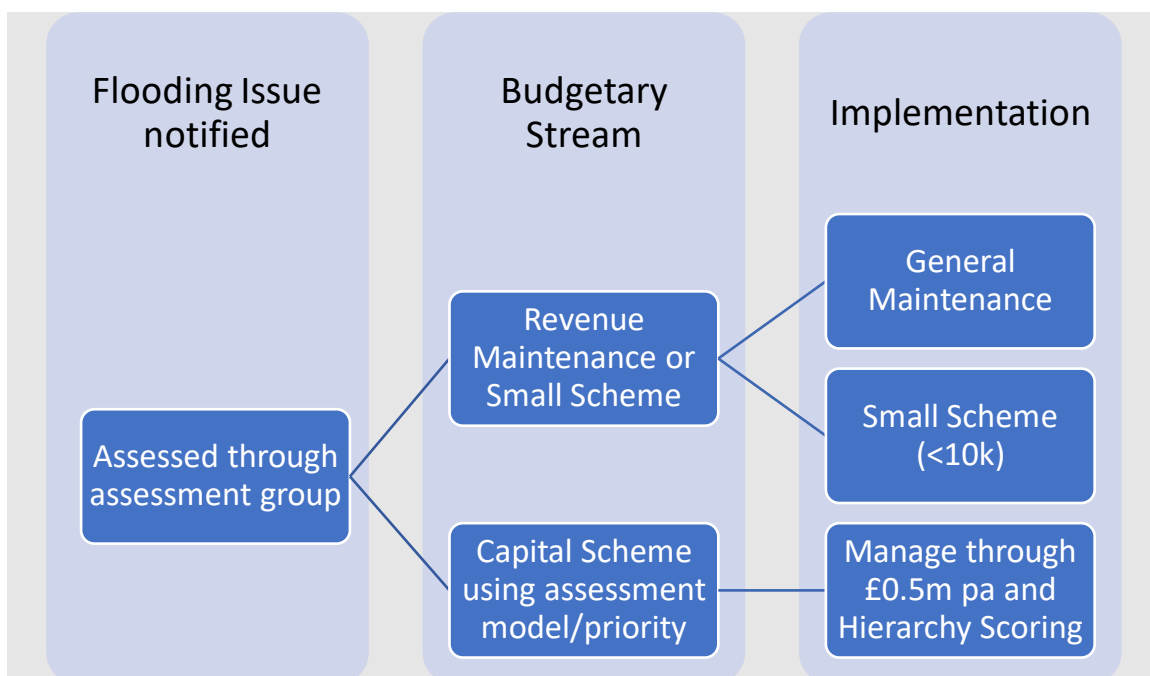 Flooding Issue
notified
Assessed through
assessment group
Budgetary
Stream
Revenue
Maintenance or
Small Scheme
Capital Scheme
using assessment
model/priority
Implementation
General
Maintenance
Small Scheme
(<10k)
Manage through
£0.5m pa and
Hierarchy Scoring